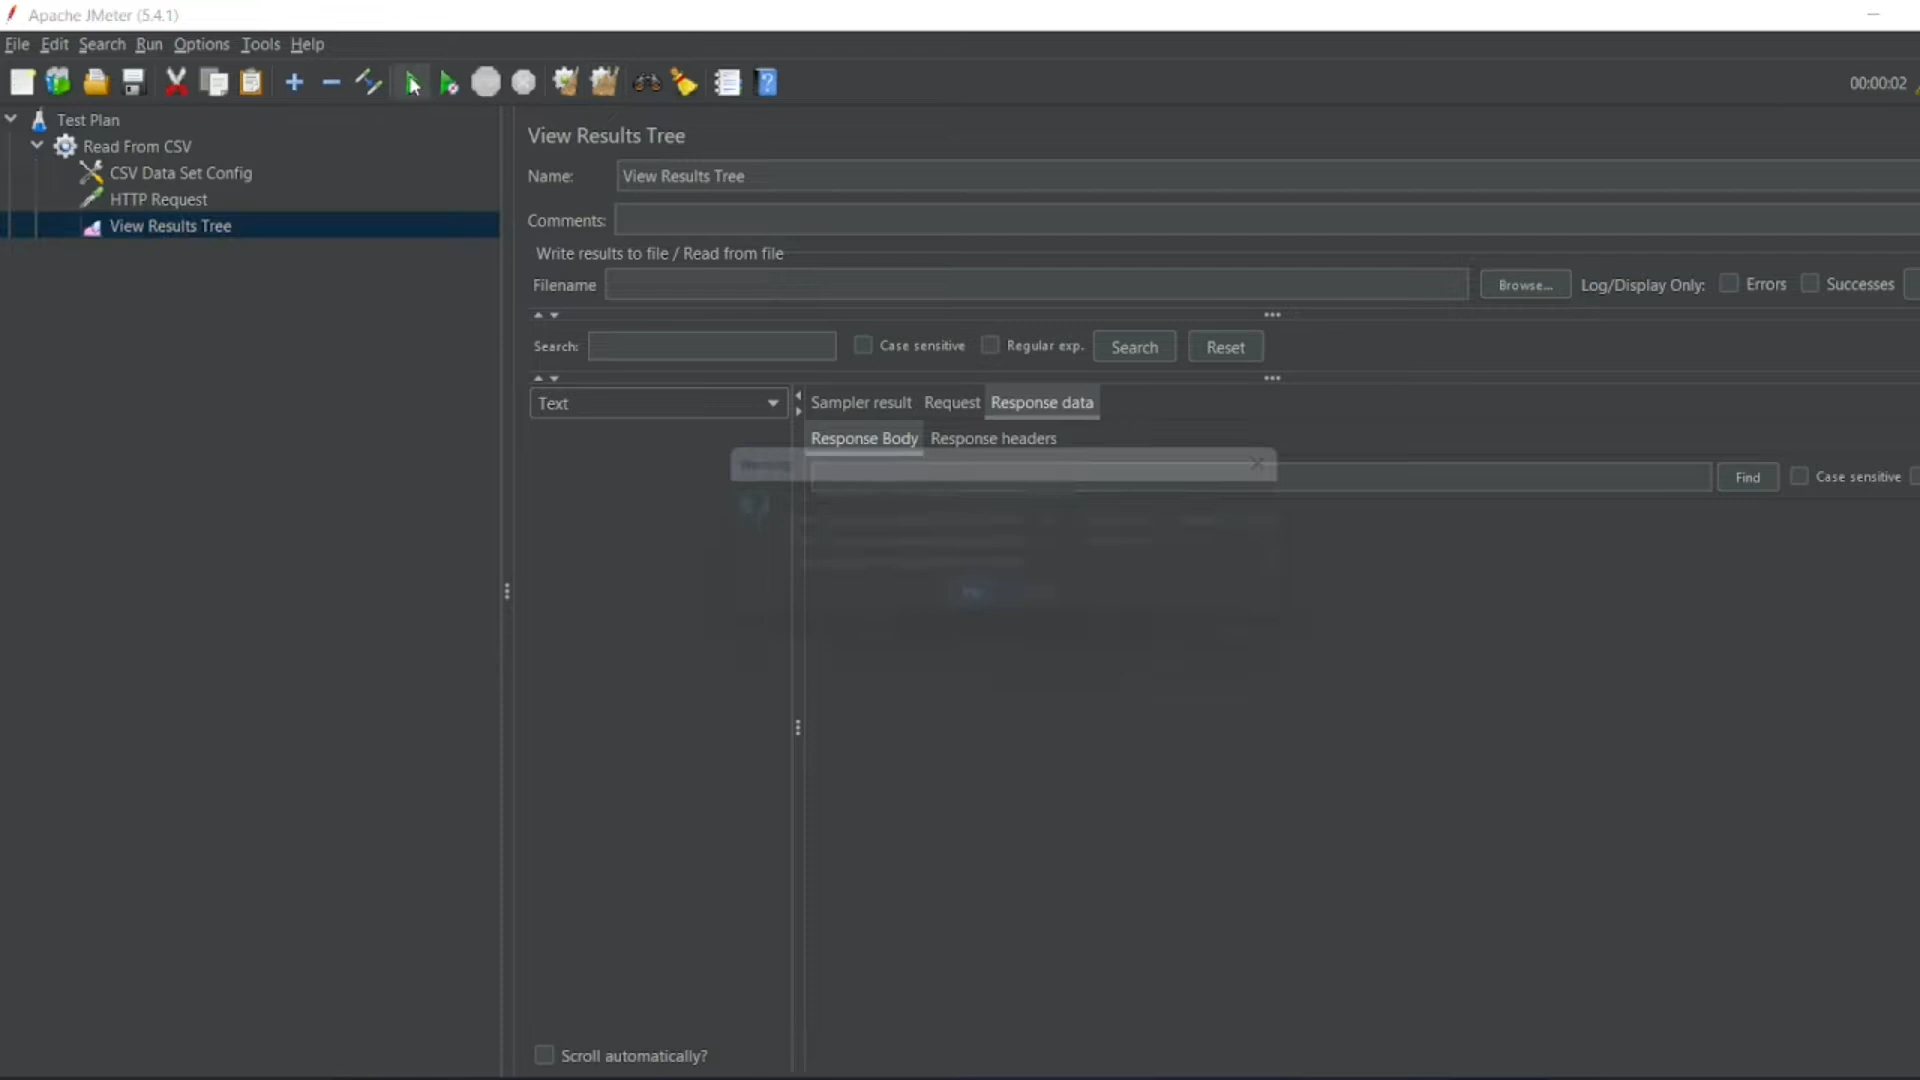 Apache JMeter (5.4.1)
File Edit Search Run Options Tools Help
00:00:02
Test Plan
Read From CSV
CSV Data Set Config
HTTP Request
View Results Tree
View Results Tree
Name: View Results Tree
Comments:
Write results to file / Read from file
Filename Browse... Log/Display Only: Errors Successes
Search: Case sensitive Regular exp. Search Reset
Text Sampler result Request Response data
Response Body Response headers
Find Case sensitive
Scroll automatically?